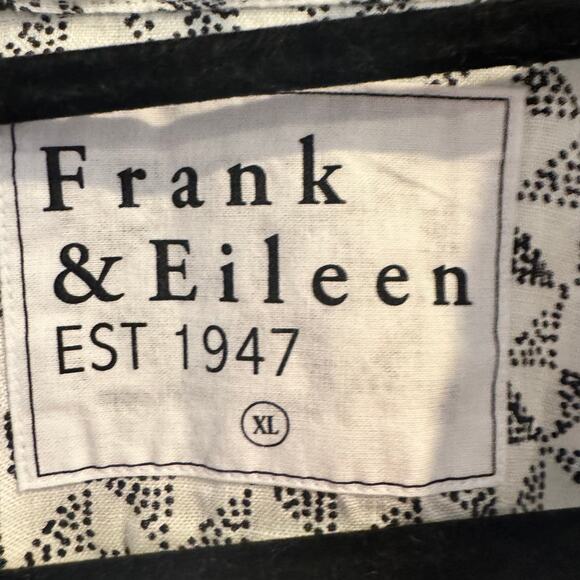 Frank
& Eileen
EST 1947
XL